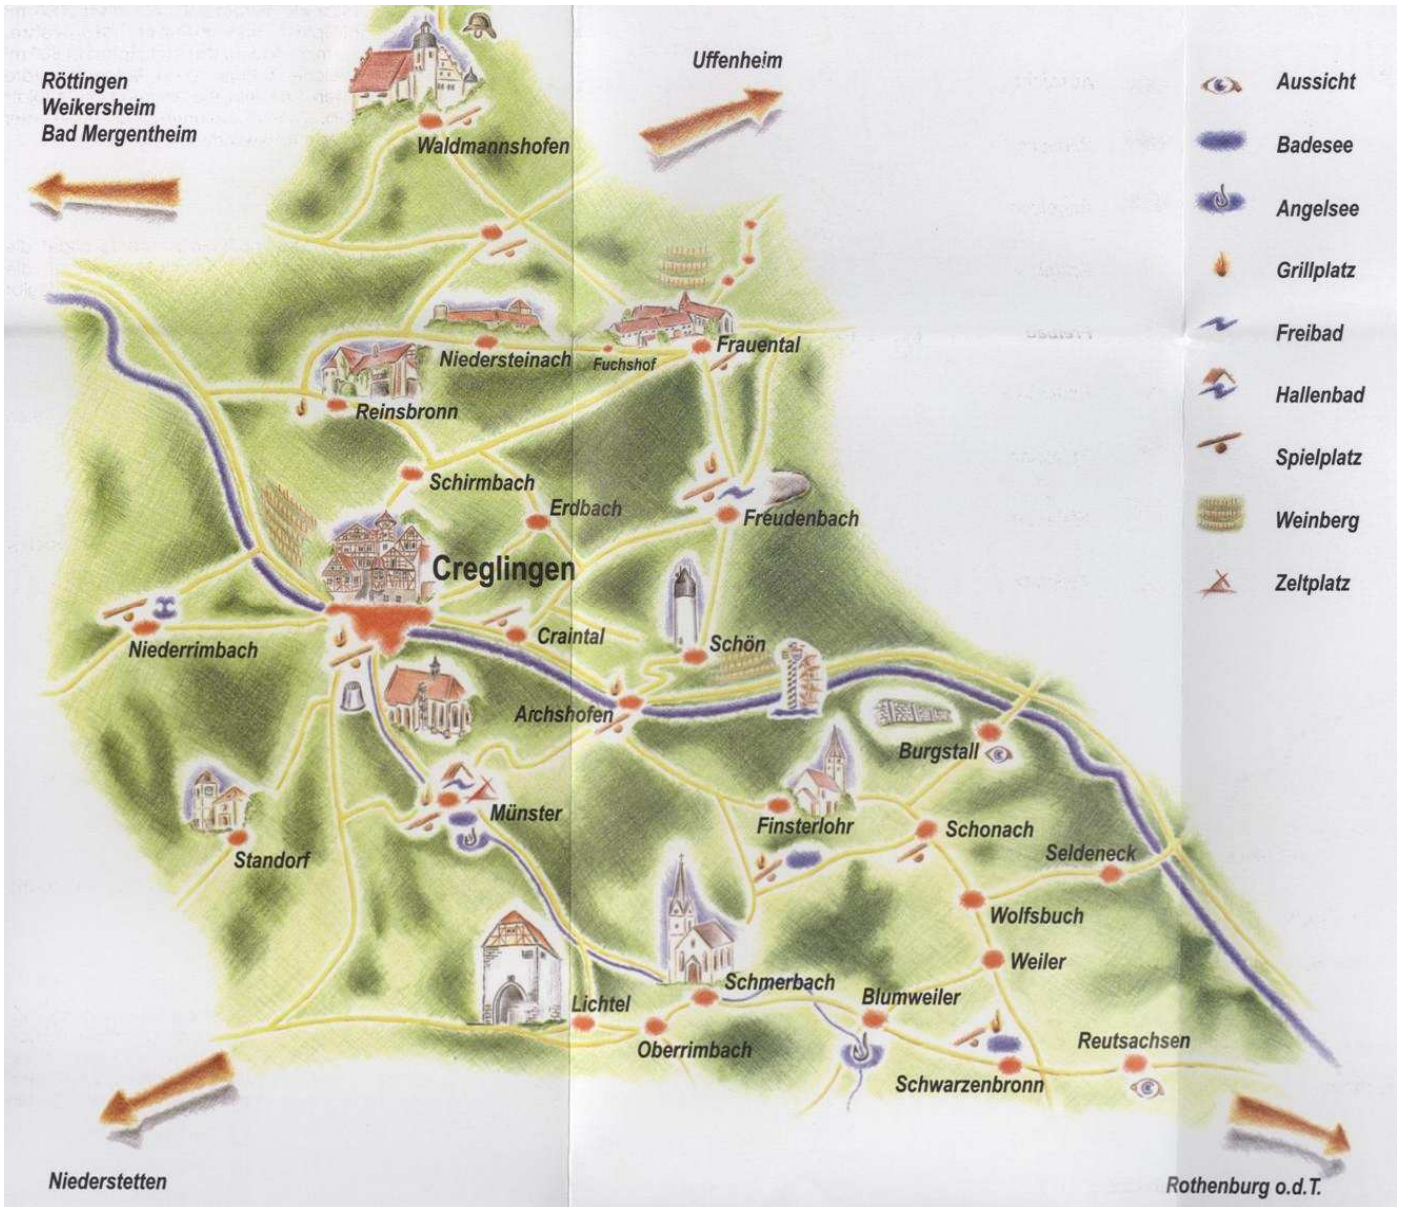 Röttingen
Weikersheim
Bad Mergentheim
Uffenheim
Waldmannshofen
Niedersteinach
Fuchshof
Frauental
Reinsbronn
Schirmbach
Erdbach
Freudenbach
Creglingen
Niederrimbach
Craintal
Schön
Archshofen
Burgstall
Münster
Finsterlohr
Schonach
Standorf
Seldeneck
Wolfsbuch
Weiler
Schmerbach
Lichtel
Blumweiler
Oberrimbach
Reutsachsen
Schwarzenbronn
Niederstetten
Rothenburg o.d.T.
Aussicht
Badesee
Angelsee
Grillplatz
Freibad
Hallenbad
Spielplatz
Weinberg
Zeltplatz